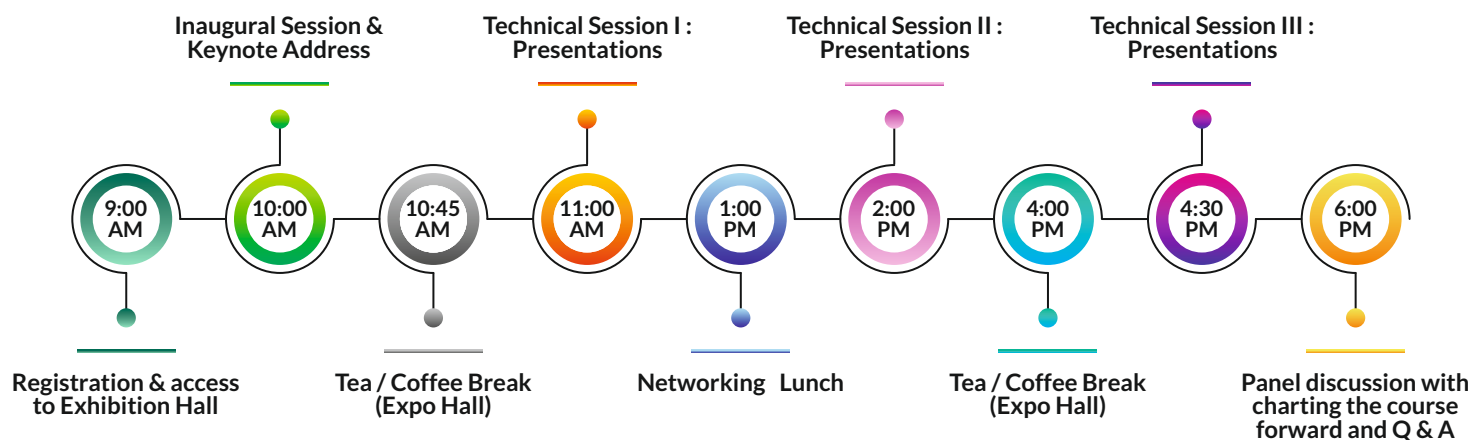 Inaugural Session &
Keynote Address
Technical Session I :
Presentations
Technical Session II :
Presentations
Technical Session III :
Presentations
9:00
AM
10:00
AM
10:45
AM
11:00
AM
1:00
PM
2:00
PM
4:00
PM
4:30
PM
6:00
PM
Registration & access
to Exhibition Hall
Tea / Coffee Break
(Expo Hall)
Networking Lunch
Tea / Coffee Break
(Expo Hall)
Panel discussion with
charting the course
forward and Q & A